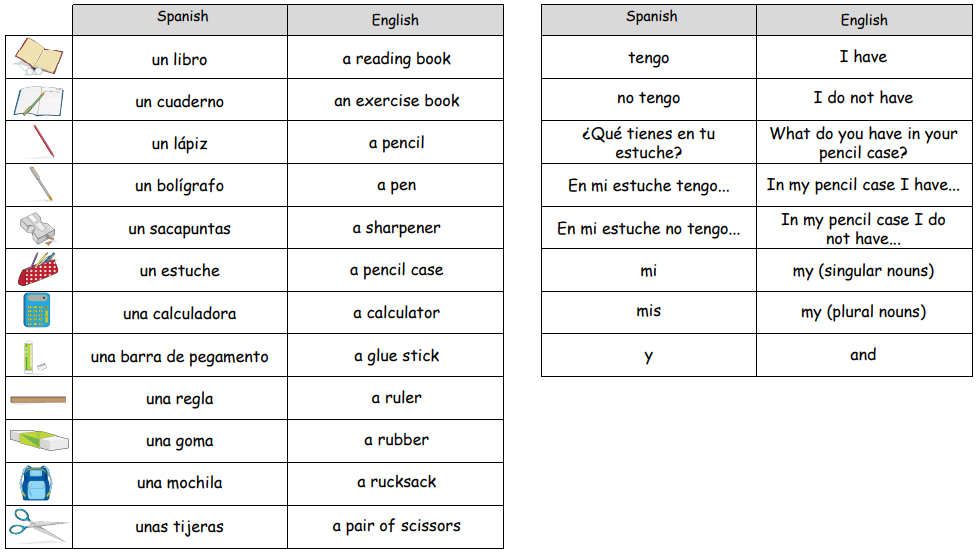 Spanish English
un libro a reading book
un cuaderno an exercise book
un lápiz a pencil
un bolígrafo a pen
un sacapuntas a sharpener
un estuche a pencil case
una calculadora a calculator
una barra de pegamento a glue stick
una regla a ruler
una goma a rubber
una mochila a rucksack
unas tijeras a pair of scissors
Spanish English
tengo I have
no tengo I do not have
¿Qué tienes en tu What do you have in your
estuche? pencil case?
En mi estuche tengo... In my pencil case I have...
En mi estuche no tengo... In my pencil case I do
not have...
mi my (singular nouns)
mis my (plural nouns)
y and